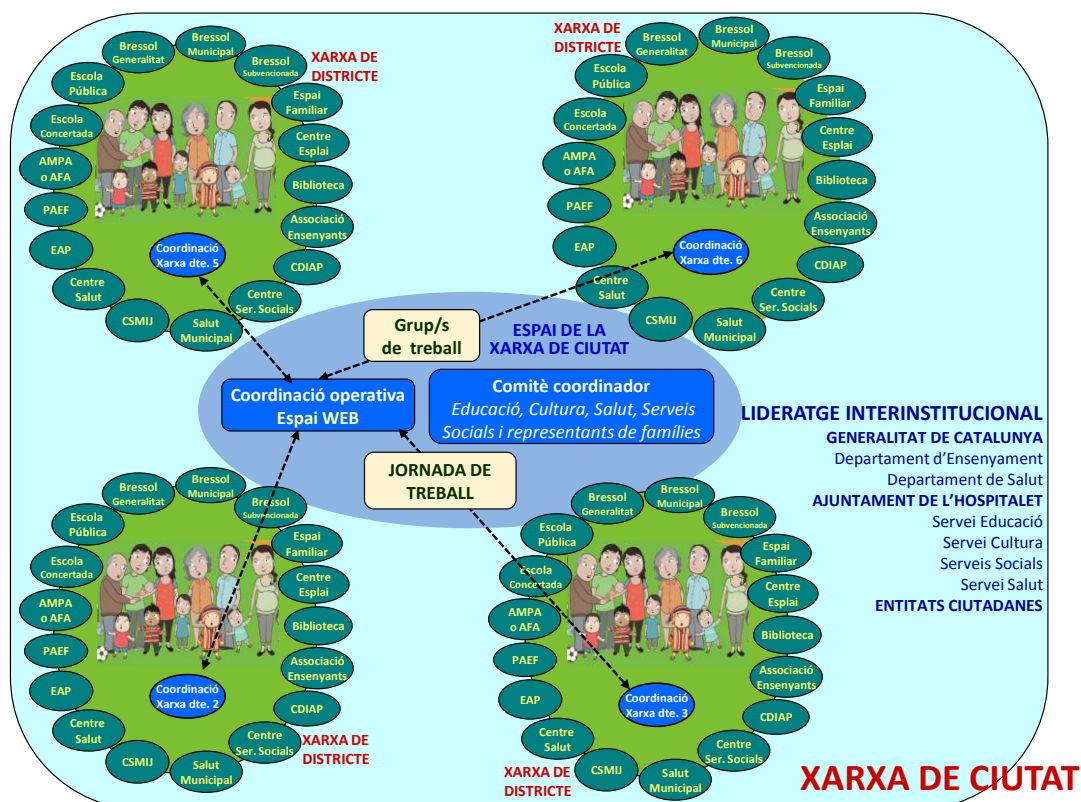 XARXA DE
DISTRICTE
Bressol
Generalitat
Bressol
Municipal
Bressol
Subvencionada
Espai
Familiar
Centre
Esplai
Biblioteca
Associació
Ensenyants
CDIAP
Centre
Ser. Socials
Salut
Municipal
CSMIJ
Centre
Salut
EAP
PAEF
AMPA
o AFA
Escola
Concertada
Escola
Pública
Coordinació
Xarxa dte. 5
XARXA DE
DISTRICTE
Bressol
Generalitat
Bressol
Municipal
Bressol
Subvencionada
Espai
Familiar
Centre
Esplai
Biblioteca
Associació
Ensenyants
CDIAP
Centre
Ser. Socials
Salut
Municipal
CSMIJ
Centre
Salut
EAP
PAEF
AMPA
o AFA
Escola
Concertada
Escola
Pública
Coordinació
Xarxa dte. 6
Grup/s
de treball
ESPAI DE LA
XARXA DE CIUTAT
Coordinació operativa
Espai WEB
Comitè coordinador
Educació, Cultura, Salut, Serveis
Socials i representants de famílies
JORNADA DE
TREBALL
LIDERATGE INTERINSTITUCIONAL
GENERALITAT DE CATALUNYA
Departament d’Ensenyament
Departament de Salut
AJUNTAMENT DE L’HOSPITALET
Servei Educació
Servei Cultura
Serveis Socials
Servei Salut
ENTITATS CIUTADANES
Bressol
Generalitat
Bressol
Municipal
Bressol
Subvencionada
Espai
Familiar
Centre
Esplai
Biblioteca
Associació
Ensenyants
CDIAP
Centre
Ser. Socials
Salut
Municipal
CSMIJ
Centre
Salut
EAP
PAEF
AMPA
o AFA
Escola
Concertada
Escola
Pública
Coordinació
Xarxa dte. 2
XARXA DE
DISTRICTE
Bressol
Generalitat
Bressol
Municipal
Bressol
Subvencionada
Espai
Familiar
Centre
Esplai
Biblioteca
Associació
Ensenyants
CDIAP
Centre
Ser. Socials
Salut
Municipal
CSMIJ
Centre
Salut
EAP
PAEF
AMPA
o AFA
Escola
Concertada
Escola
Pública
Coordinació
Xarxa dte. 3
XARXA DE
DISTRICTE
XARXA DE CIUTAT